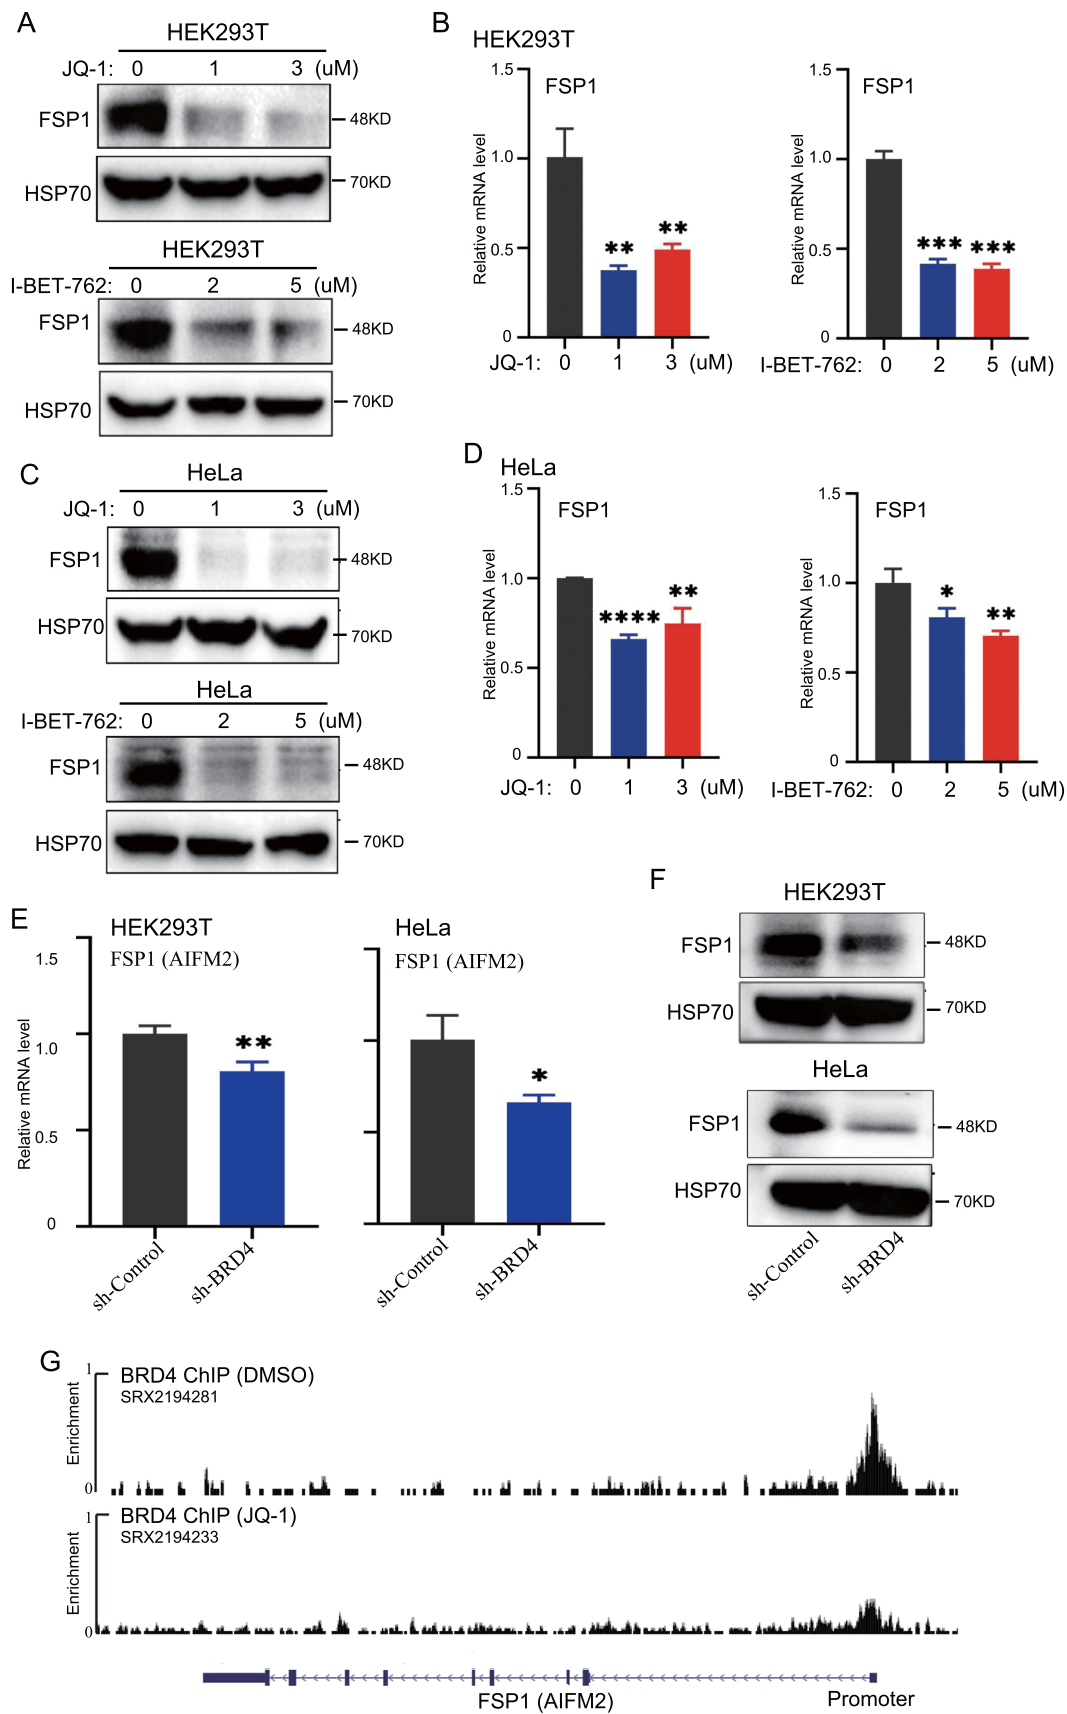 A
HEK293T
JQ-1: 0 1 3 (uM)
FSP1
48KD
HSP70
70KD
HEK293T
I-BET-762: 0 2 5 (uM)
FSP1
48KD
HSP70
70KD
B
HEK293T
FSP1
Relative mRNA level
1.5
1.0
0.5
0
**
**
JQ-1: 0 1 3 (uM)
FSP1
Relative mRNA level
1.5
1.0
0.5
0
***
***
I-BET-762: 0 2 5 (uM)
C
HeLa
JQ-1: 0 1 3 (uM)
FSP1
48KD
HSP70
70KD
HeLa
I-BET-762: 0 2 5 (uM)
FSP1
48KD
HSP70
70KD
D
HeLa
FSP1
Relative mRNA level
1.5
1.0
0.5
0
****
**
JQ-1: 0 1 3 (uM)
FSP1
Relative mRNA level
1.5
1.0
0.5
0
*
**
I-BET-762: 0 2 5 (uM)
E
HEK293T
FSP1 (AIFM2)
Relative mRNA level
1.5
1.0
0.5
0
**
sh-Control
sh-BRD4
HeLa
FSP1 (AIFM2)
*
sh-Control
sh-BRD4
F
HEK293T
FSP1
48KD
HSP70
70KD
HeLa
FSP1
48KD
HSP70
70KD
sh-Control
sh-BRD4
G
BRD4 ChIP (DMSO)
SRX2194281
Enrichment
1
0
BRD4 ChIP (JQ-1)
SRX2194233
Enrichment
1
0
FSP1 (AIFM2)
Promoter